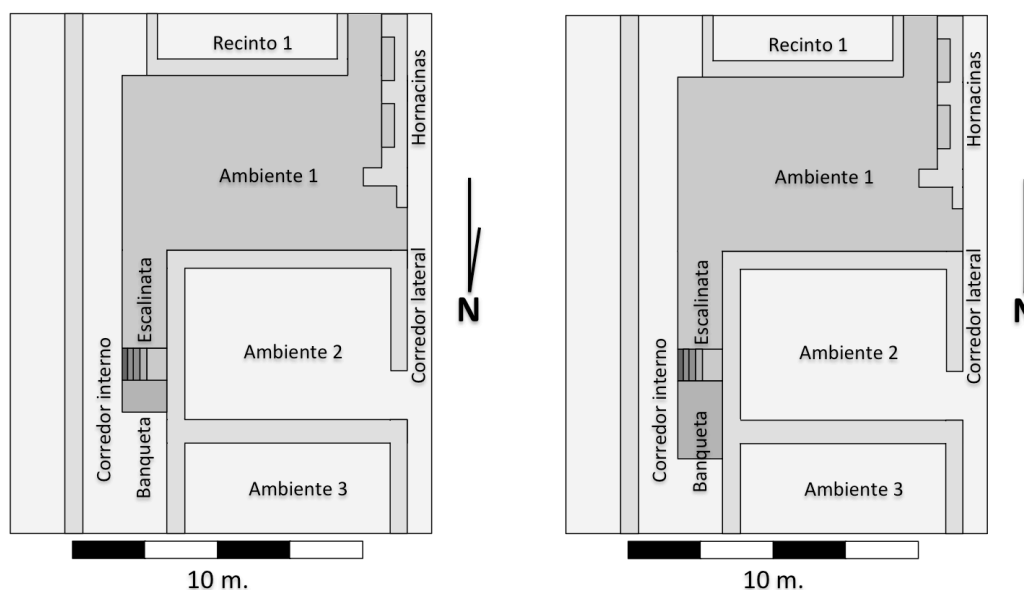 Recinto 1
Hornacinas
Ambiente 1
Escalinata
Corredor lateral
Corredor interno
Ambiente 2
Banqueta
Ambiente 3
N
10 m.
Recinto 1
Hornacinas
Ambiente 1
Escalinata
Corredor lateral
Corredor interno
Ambiente 2
Banqueta
Ambiente 3
N
10 m.